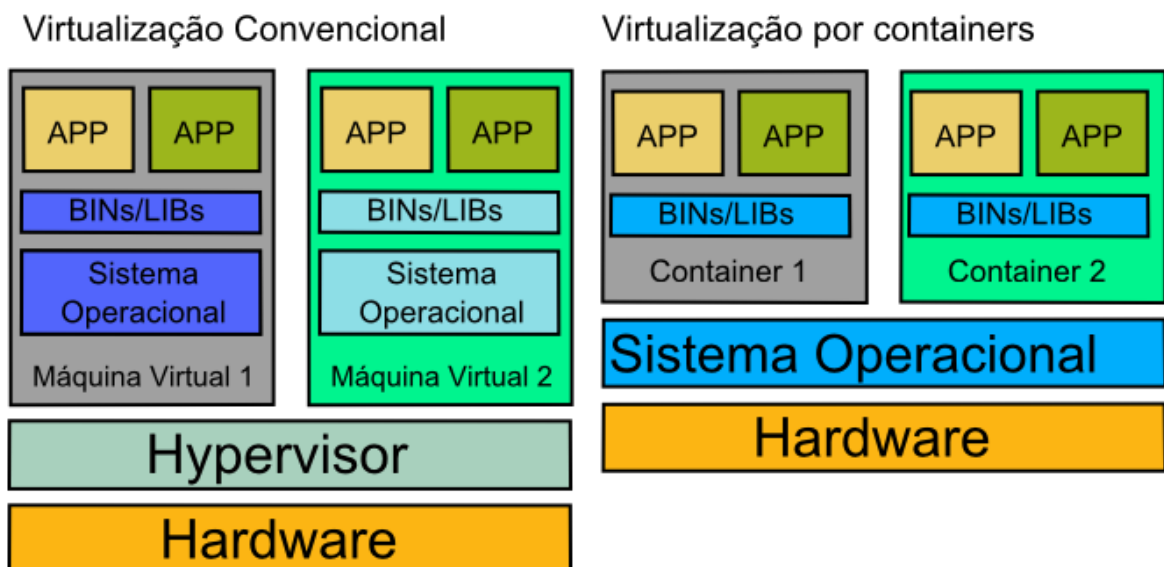 Virtualização Convencional
APP APP
BINs/LIBs
Sistema
Operacional
Máquina Virtual 1
APP APP
BINs/LIBs
Sistema
Operacional
Máquina Virtual 2
Hypervisor
Hardware
Virtualização por containers
APP APP
BINs/LIBs
Container 1
APP APP
BINs/LIBs
Container 2
Sistema Operacional
Hardware